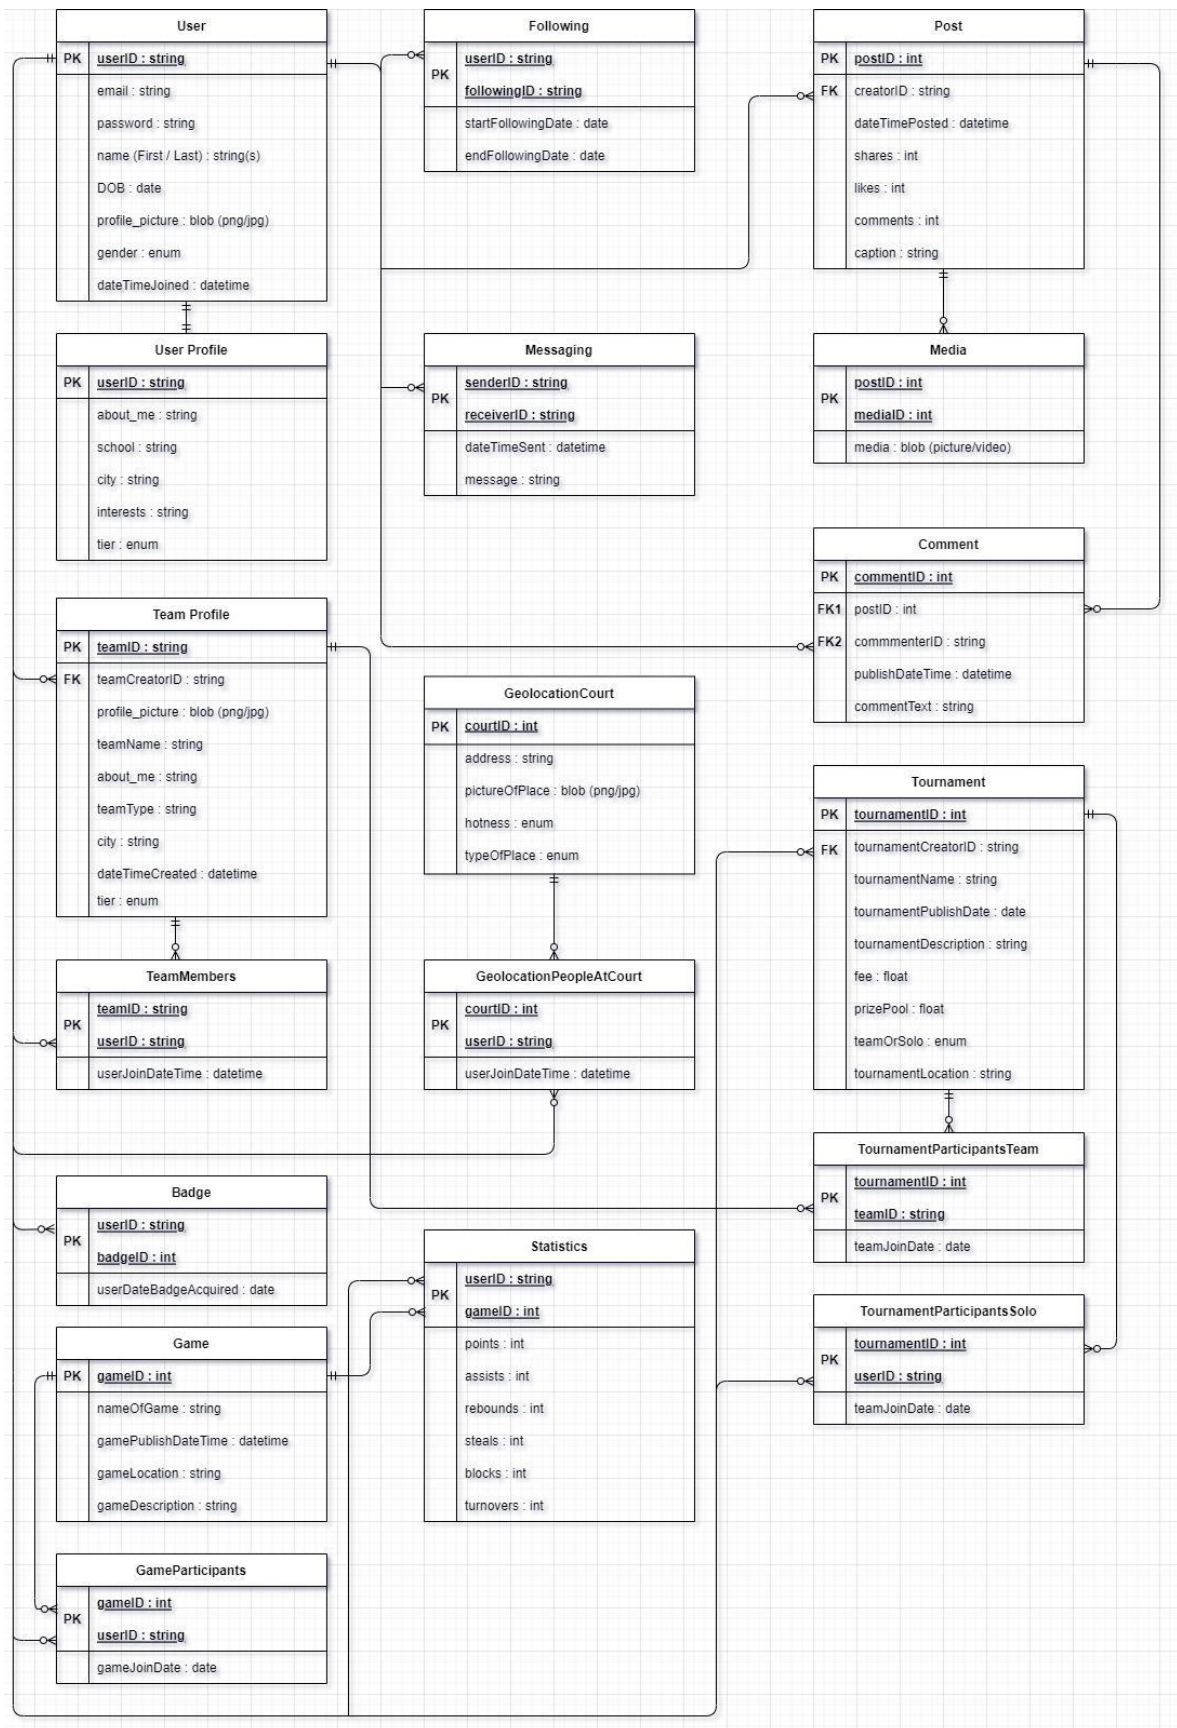 User
PK userID : string
email : string
password : string
name (First / Last) : string(s)
DOB : date
profile_picture : blob (png/jpg)
gender : enum
dateTimeJoined : datetime
User Profile
PK userID : string
about_me : string
school : string
city : string
interests : string
tier : enum
Team Profile
PK teamID : string
FK teamCreatorID : string
profile_picture : blob (png/jpg)
teamName : string
about_me : string
teamType : string
city : string
dateTimeCreated : datetime
tier : enum
TeamMembers
PK
teamID : string
userID : string
userJoinDateTime : datetime
Badge
PK
userID : string
badgeID : int
userDateBadgeAcquired : date
Game
PK gameID : int
nameOfGame : string
gamePublishDateTime : datetime
gameLocation : string
gameDescription : string
GameParticipants
PK
gameID : int
userID : string
gameJoinDate : date
Following
PK
userID : string
followingID : string
startFollowingDate : date
endFollowingDate : date
Messaging
PK
senderID : string
receiverID : string
dateTimeSent : datetime
message : string
GeolocationCourt
PK courtID : int
address : string
pictureOfPlace : blob (png/jpg)
hotness : enum
typeOfPlace : enum
GeolocationPeopleAtCourt
PK
courtID : int
userID : string
userJoinDateTime : datetime
Statistics
PK
userID : string
gameID : int
points : int
assists : int
rebounds : int
steals : int
blocks : int
turnovers : int
Post
PK postID : int
FK creatorID : string
dateTimePosted : datetime
shares : int
likes : int
comments : int
caption : string
Media
PK
postID : int
mediaID : int
media : blob (picture/video)
Comment
PK commentID : int
FK1 postID : int
FK2 commmenterID : string
publishDateTime : datetime
commentText : string
Tournament
PK tournamentID : int
FK tournamentCreatorID : string
tournamentName : string
tournamentPublishDate : date
tournamentDescription : string
fee : float
prizePool : float
teamOrSolo : enum
tournamentLocation : string
TournamentParticipantsTeam
PK
tournamentID : int
teamID : string
teamJoinDate : date
TournamentParticipantsSolo
PK
tournamentID : int
userID : string
teamJoinDate : date